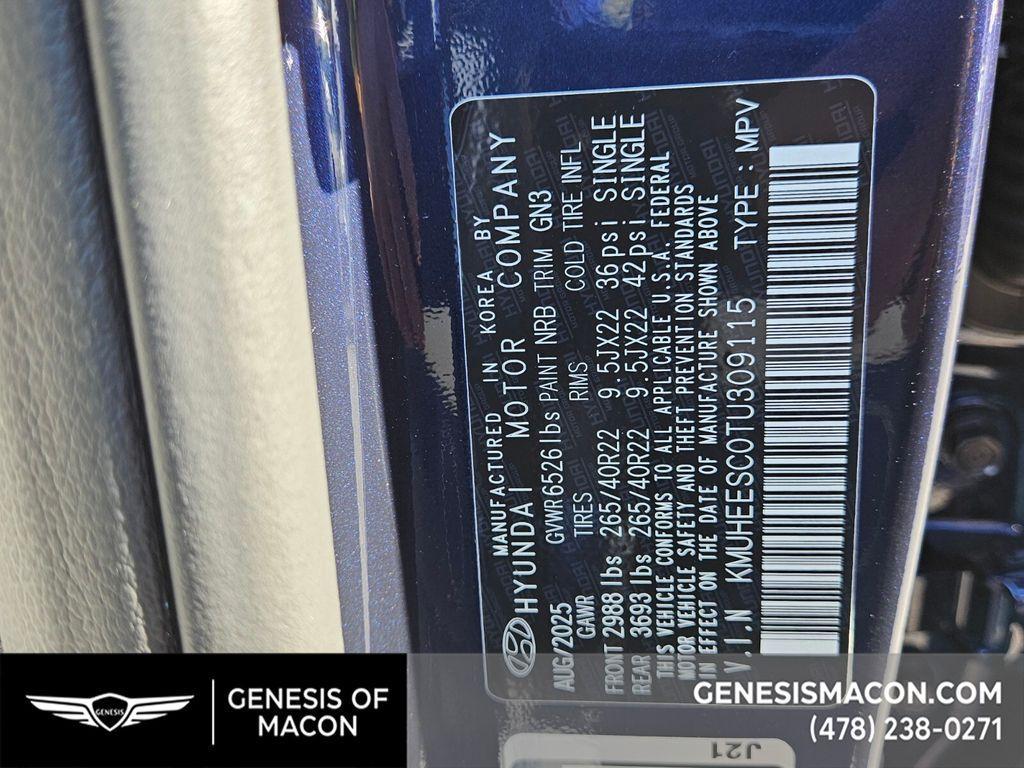 MANUFACTURED IN KOREA BY
HYUNDAI MOTOR COMPANY
AUG/2025 GVWR 6526lbs PAINT NRB TRIM GN3
GAWR TIRES RIMS COLD TIRE INFL
FRONT 2988 lbs 265/40R22 9.5JX22 36psi SINGLE
REAR 3693 lbs 265/40R22 9.5JX22 42psi SINGLE
THIS VEHICLE CONFORMS TO ALL APPLICABLE U.S.A. FEDERAL
MOTOR VEHICLE SAFETY AND THEFT PREVENTION STANDARDS
IN EFFECT ON THE DATE OF MANUFACTURE SHOWN ABOVE
V.I.N KMUHEESC0TU309115 TYPE : MPV
J21
GENESIS
GENESIS OF
MACON
GENESISMACON.COM
(478) 238-0271